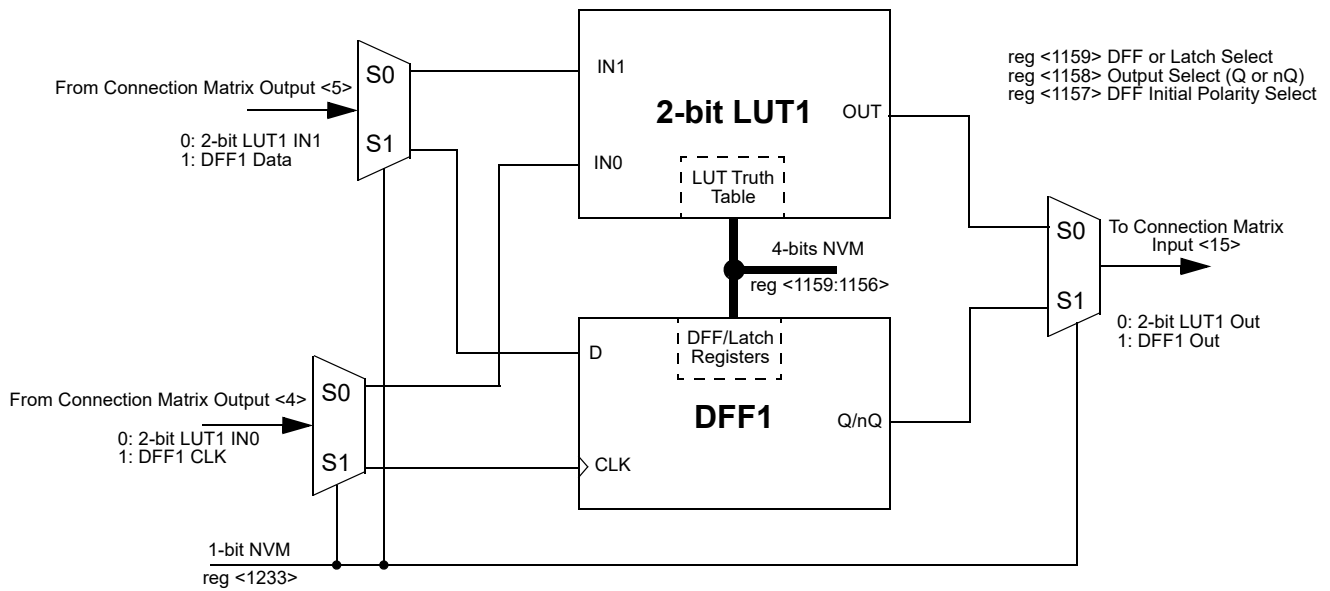 reg <1159> DFF or Latch Select
reg <1158> Output Select (Q or nQ)
reg <1157> DFF Initial Polarity Select
From Connection Matrix Output <5>
0: 2-bit LUT1 IN1
1: DFF1 Data
S0
S1
IN1
IN0
2-bit LUT1
OUT
LUT Truth
Table
4-bits NVM
reg <1159:1156>
S0
S1
To Connection Matrix
Input <15>
0: 2-bit LUT1 Out
1: DFF1 Out
From Connection Matrix Output <4>
0: 2-bit LUT1 IN0
1: DFF1 CLK
S0
S1
D
CLK
DFF/Latch
Registers
DFF1
Q/nQ
1-bit NVM
reg <1233>